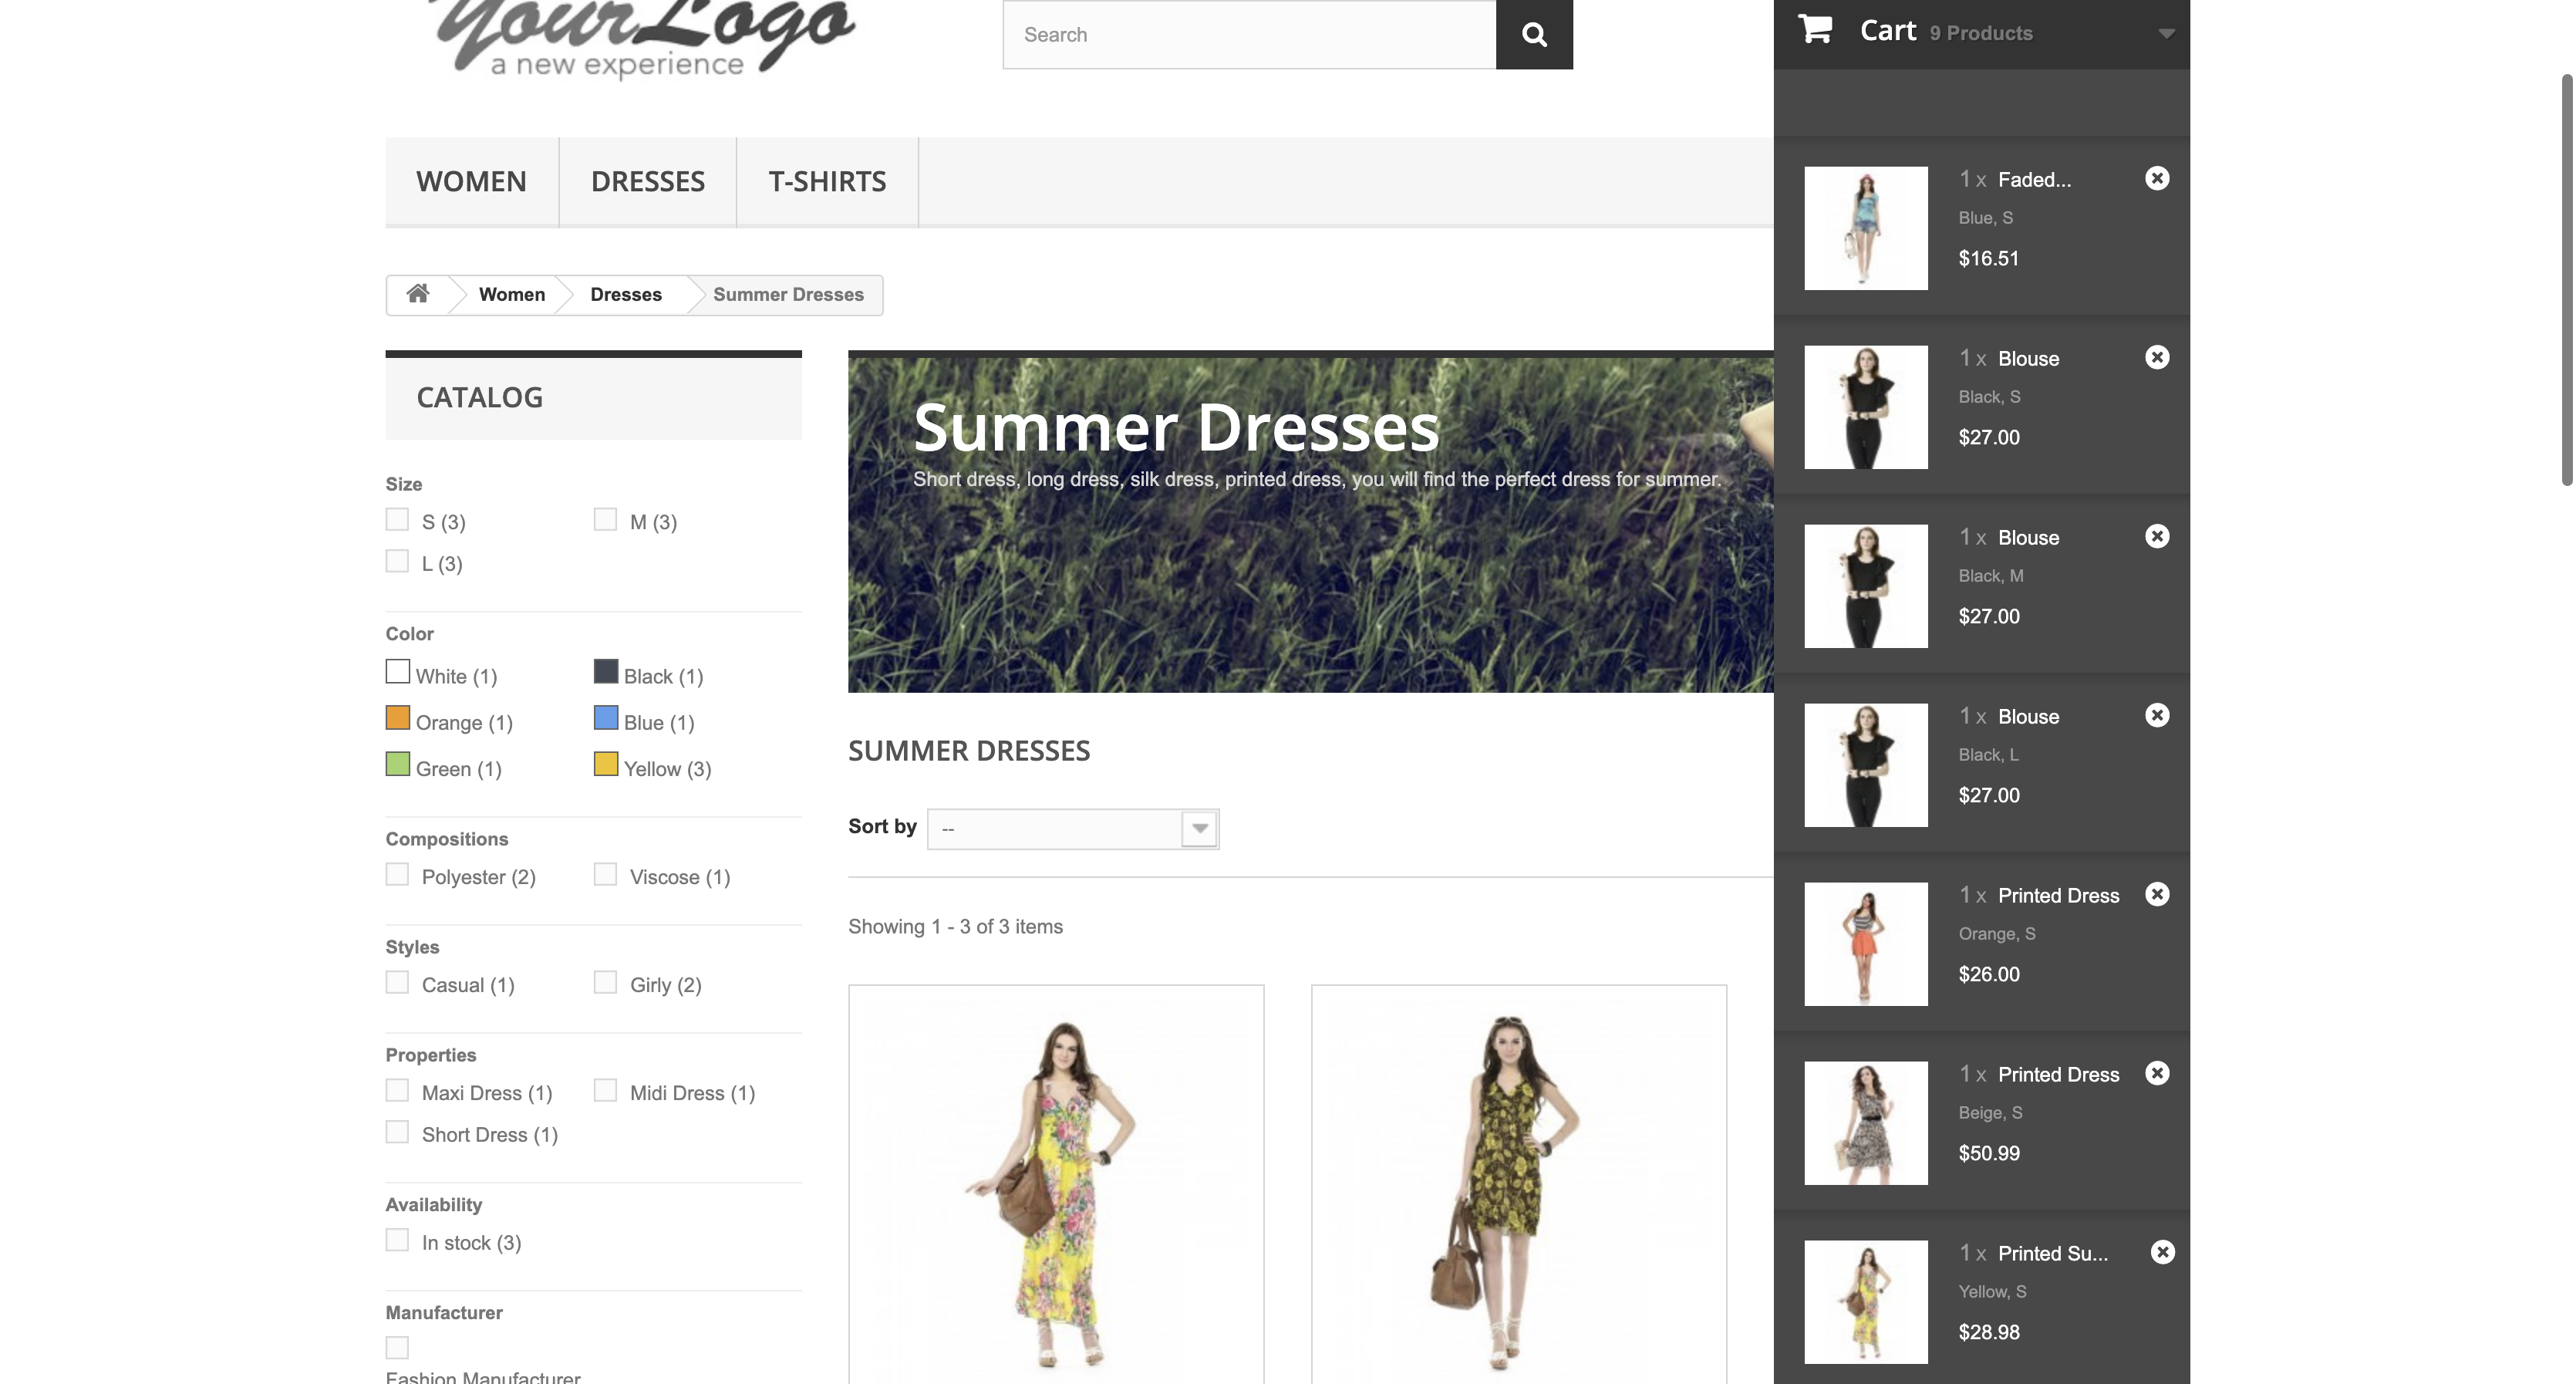 YourLogo
a new experience
Search
Cart 9 Products
WOMEN
DRESSES
T-SHIRTS
Women
Dresses
Summer Dresses
CATALOG
Size
S (3)
M (3)
L (3)
Color
White (1)
Black (1)
Orange (1)
Blue (1)
Green (1)
Yellow (3)
Compositions
Polyester (2)
Viscose (1)
Styles
Casual (1)
Girly (2)
Properties
Maxi Dress (1)
Midi Dress (1)
Short Dress (1)
Availability
In stock (3)
Manufacturer
Fashion Manufacturer
Summer Dresses
Short dress, long dress, silk dress, printed dress, you will find the perfect dress for summer.
SUMMER DRESSES
Sort by --
Showing 1 - 3 of 3 items
1 x Faded...
Blue, S
$16.51
1 x Blouse
Black, S
$27.00
1 x Blouse
Black, M
$27.00
1 x Blouse
Black, L
$27.00
1 x Printed Dress
Orange, S
$26.00
1 x Printed Dress
Beige, S
$50.99
1 x Printed Su...
Yellow, S
$28.98